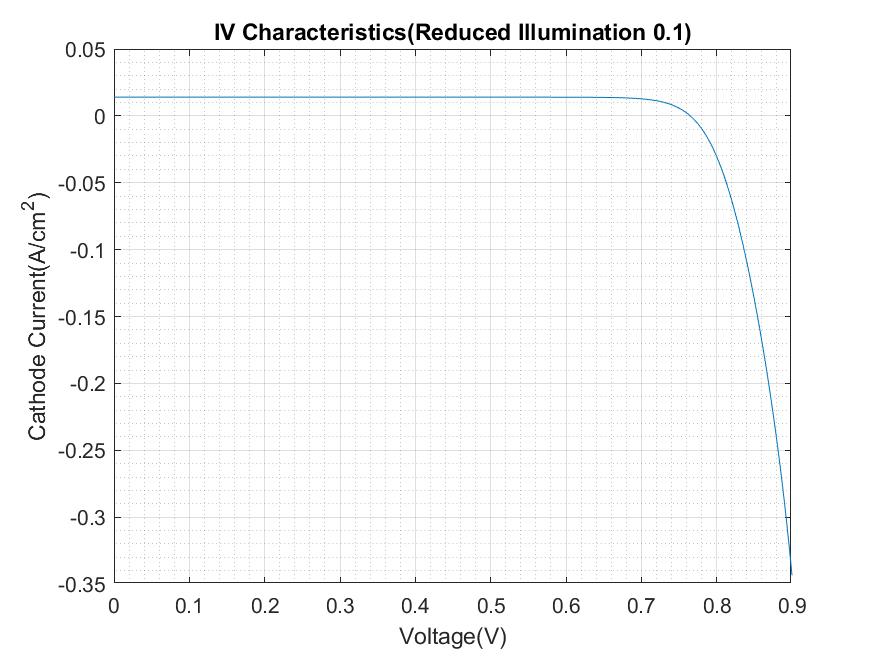 IV Characteristics(Reduced Illumination 0.1)
0.05
0
-0.05
-0.1
-0.15
-0.2
-0.25
-0.3
-0.35
Cathode Current(A/cm²)
0 0.1 0.2 0.3 0.4 0.5 0.6 0.7 0.8 0.9
Voltage(V)